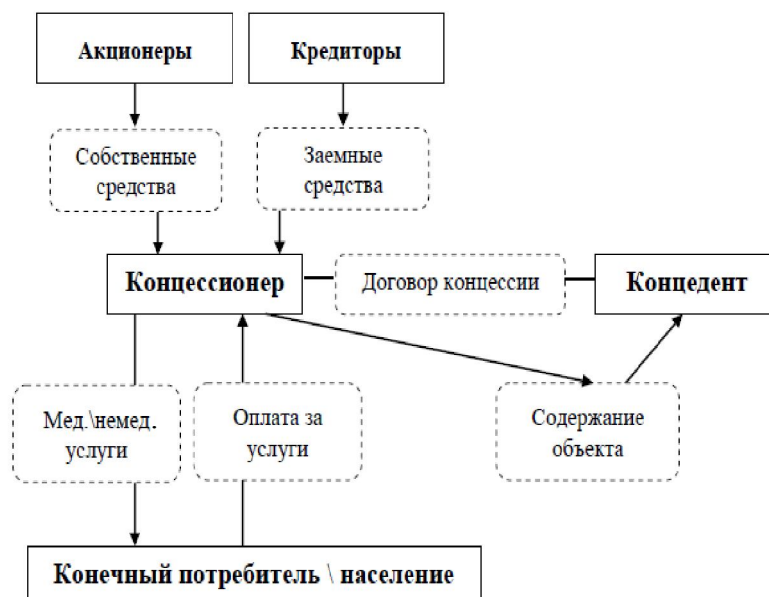 Акционеры
Кредиторы
Собственные
средства
Заемные
средства
Концессионер
Договор концессии
Концедент
Мед.\немед.
услуги
Оплата за
услуги
Содержание
объекта
Конечный потребитель \ население